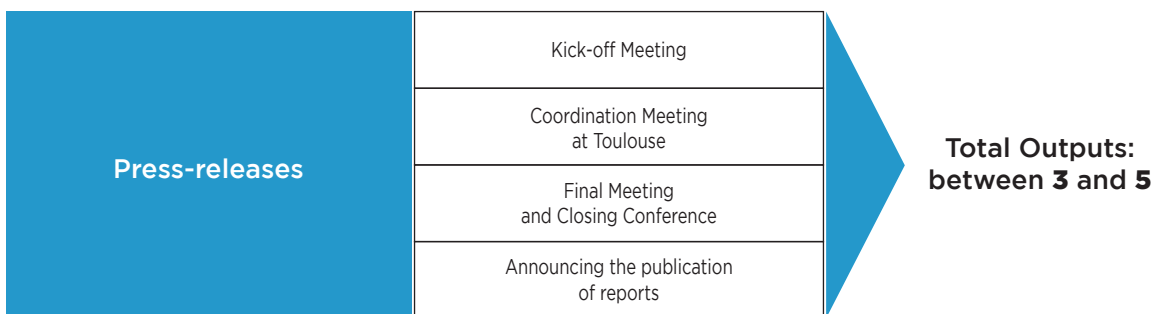 Press-releases
Kick-off Meeting
Coordination Meeting
at Toulouse
Final Meeting
and Closing Conference
Announcing the publication
of reports
Total Outputs:
between 3 and 5